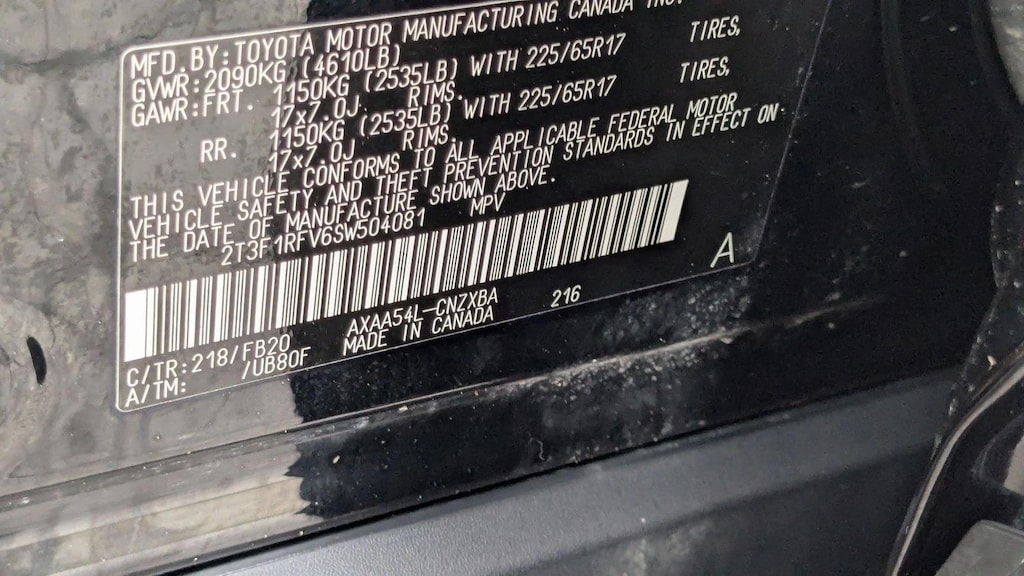 MFD. BY: TOYOTA MOTOR MANUFACTURING CANADA INC.
GVWR: 2090KG (4610LB)
GAWR: FRT. 1150KG (2535LB) WITH 225/65R17 TIRES,
17x7.0J RIMS.
RR. 1150KG (2535LB) WITH 225/65R17 TIRES,
17x7.0J RIMS.
THIS VEHICLE CONFORMS TO ALL APPLICABLE FEDERAL MOTOR
VEHICLE SAFETY AND THEFT PREVENTION STANDARDS IN EFFECT ON
THE DATE OF MANUFACTURE SHOWN ABOVE.
2T3F1RFV6SW504081 MPV
A
C/TR: 218/FB20 AXAA54L-CNZXBA 216
A/TM: /UB80F MADE IN CANADA